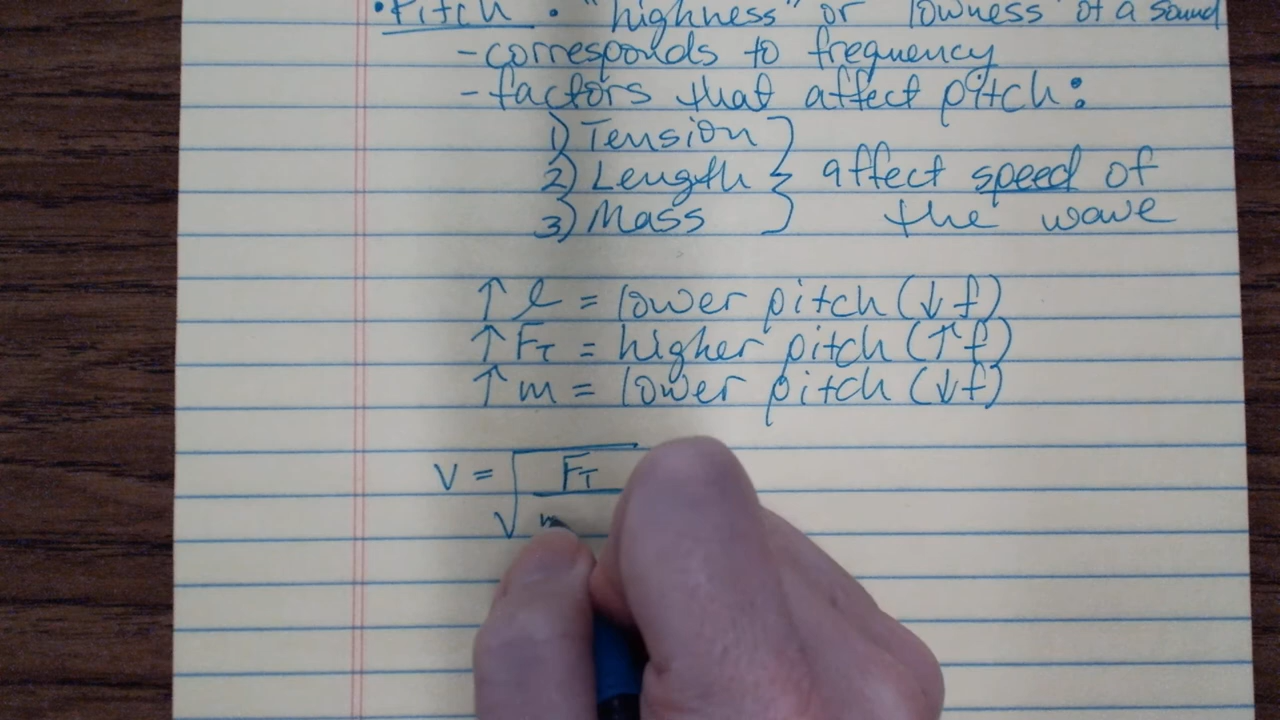 • Pitch • "highness" or "lowness" of a sound
- corresponds to frequency
- factors that affect pitch:
1) Tension
2) Length } affect speed of
3) Mass the wave
↑ l = lower pitch (↓f)
↑ FT = higher pitch (↑f)
↑ m = lower pitch (↓f)
V = √ FT
m